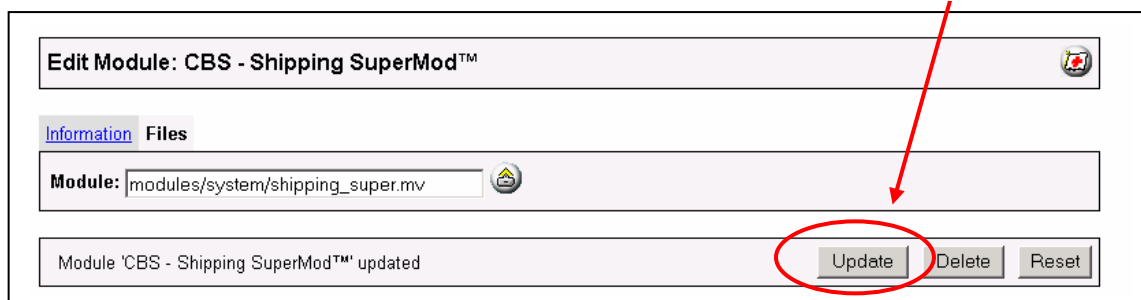 Edit Module: CBS - Shipping SuperMod™
Information Files
Module: modules/system/shipping_super.mv
Module 'CBS - Shipping SuperMod™' updated Update Delete Reset